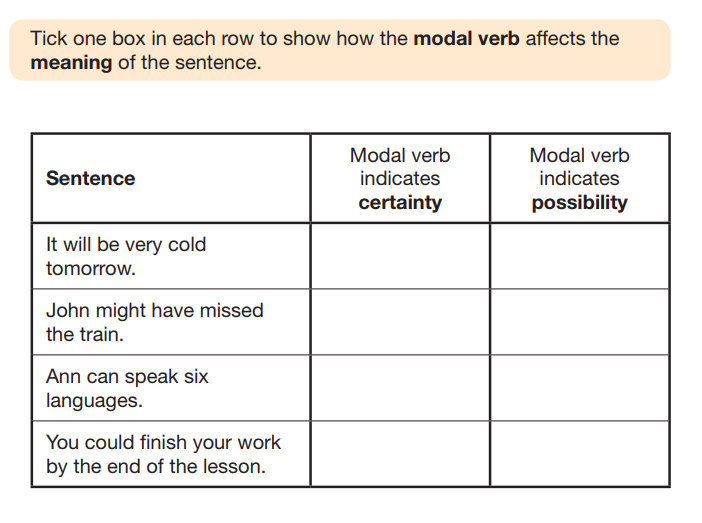 Tick one box in each row to show how the modal verb affects the
meaning of the sentence.
Sentence
Modal verb
indicates
certainty
Modal verb
indicates
possibility
It will be very cold
tomorrow.
John might have missed
the train.
Ann can speak six
languages.
You could finish your work
by the end of the lesson.